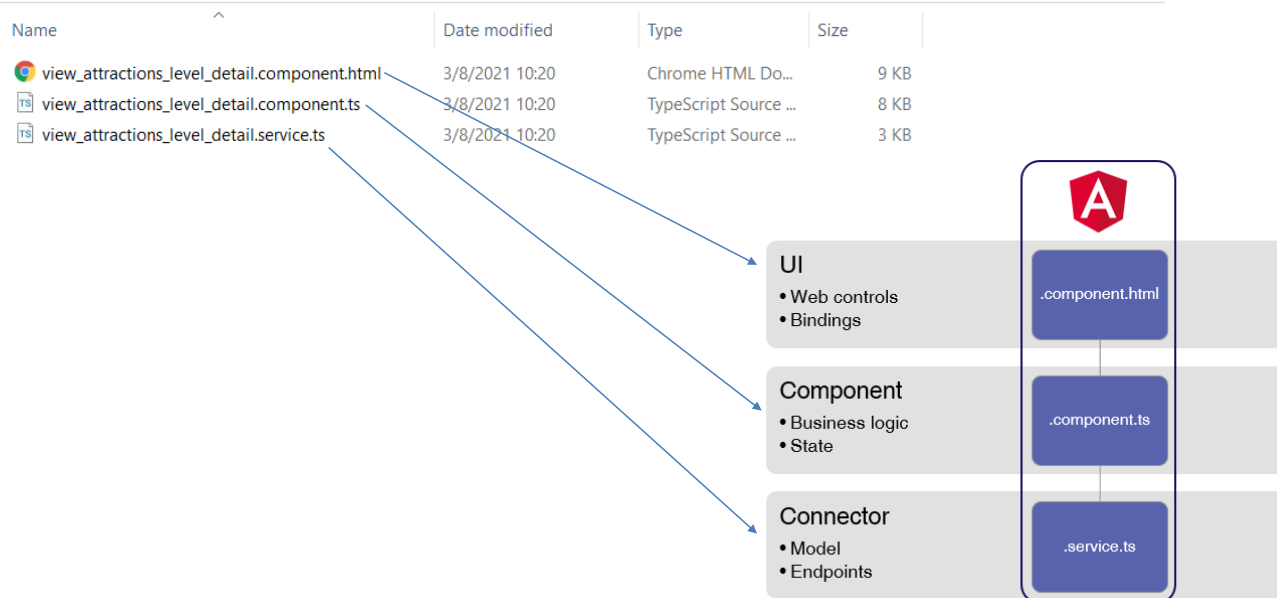 Name Date modified Type Size
view_attractions_level_detail.component.html 3/8/2021 10:20 Chrome HTML Do... 9 KB
TS view_attractions_level_detail.component.ts 3/8/2021 10:20 TypeScript Source ... 8 KB
TS view_attractions_level_detail.service.ts 3/8/2021 10:20 TypeScript Source ... 3 KB
A
UI
• Web controls
• Bindings
.component.html
Component
• Business logic
• State
.component.ts
Connector
• Model
• Endpoints
.service.ts